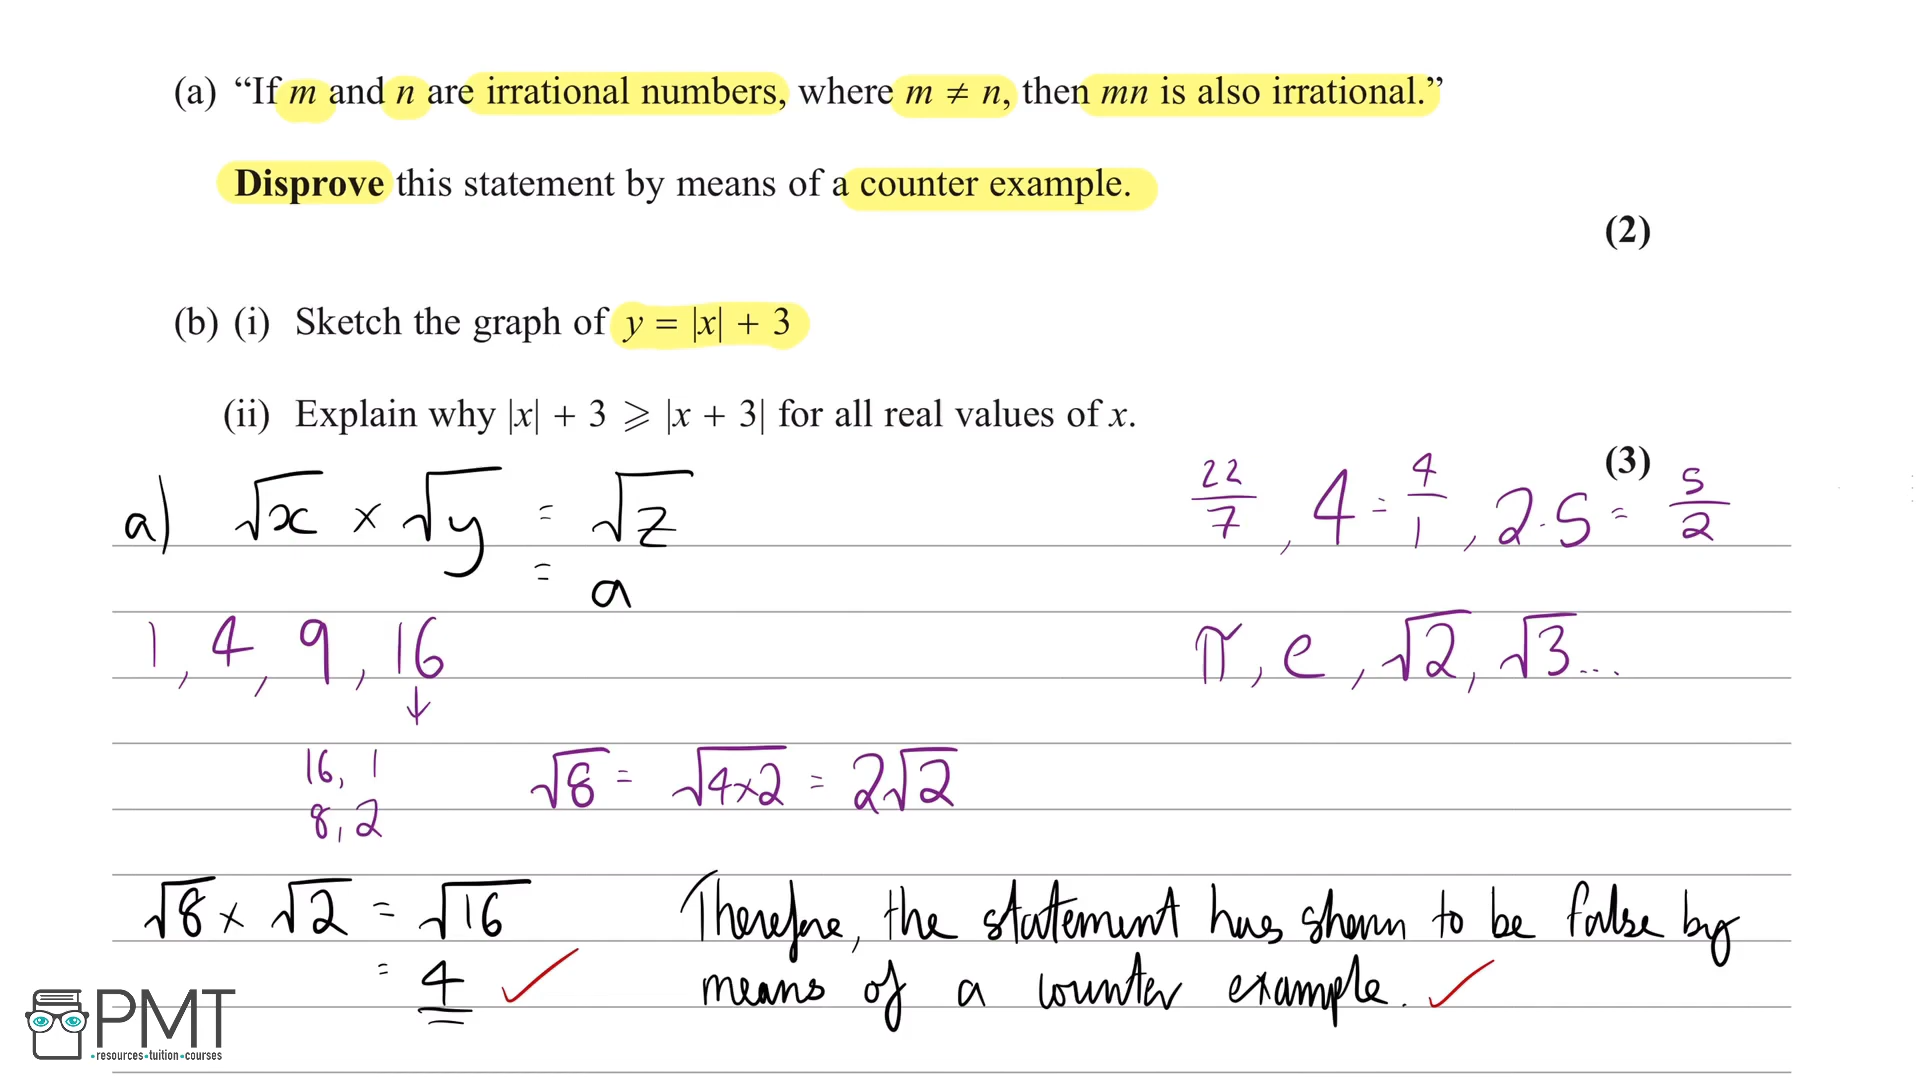 (a) “If m and n are irrational numbers, where m ≠ n, then mn is also irrational.”
Disprove this statement by means of a counter example.
(2)
(b) (i) Sketch the graph of y = |x| + 3
(ii) Explain why |x| + 3 ⩾ |x + 3| for all real values of x.
(3)
a) √x × √y = √z
= a
22/7, 4 = 4/1, 2.5 = 5/2
1, 4, 9, 16
↓
π, e, √2, √3...
16, 1
8, 2
√8 = √4×2 = 2√2
√8 × √2 = √16
= 4 ✓
Therefore, the statement has shown to be false by
means of a counter example. ✓
PMT
•resources•tuition•courses